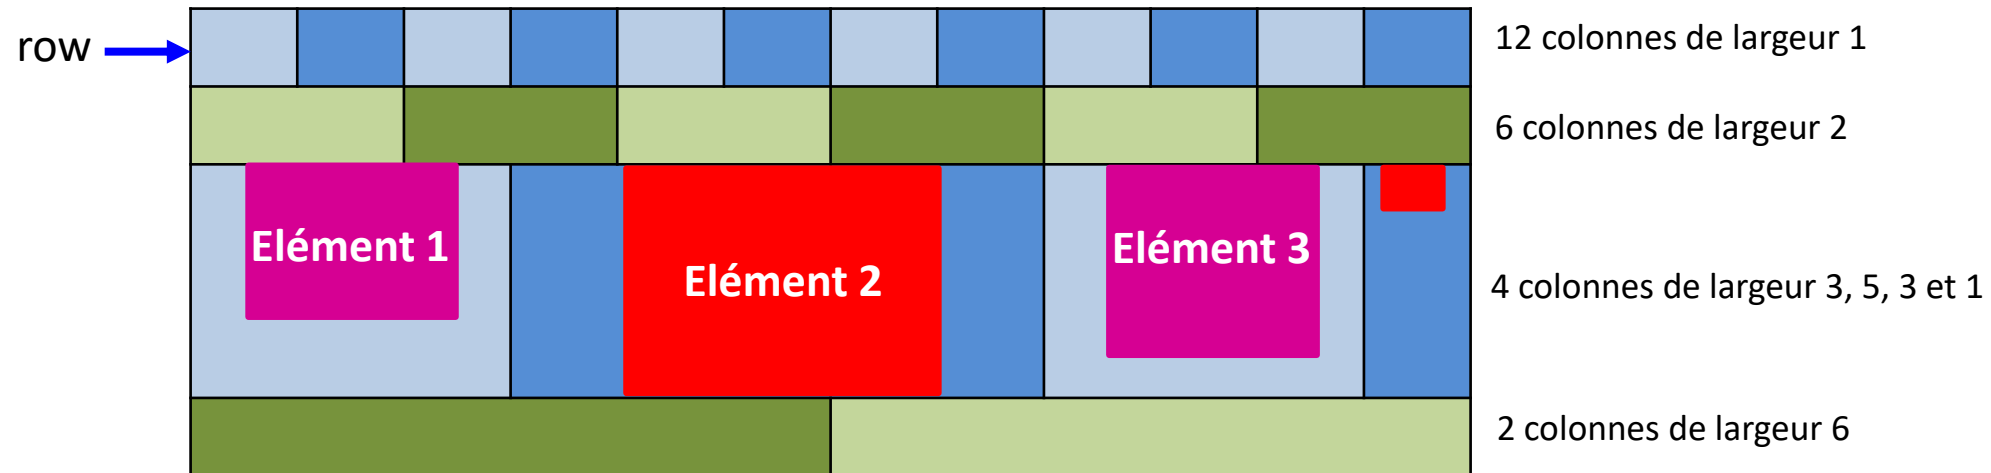 row
12 colonnes de largeur 1
6 colonnes de largeur 2
Elément 1
Elément 2
Elément 3
4 colonnes de largeur 3, 5, 3 et 1
2 colonnes de largeur 6